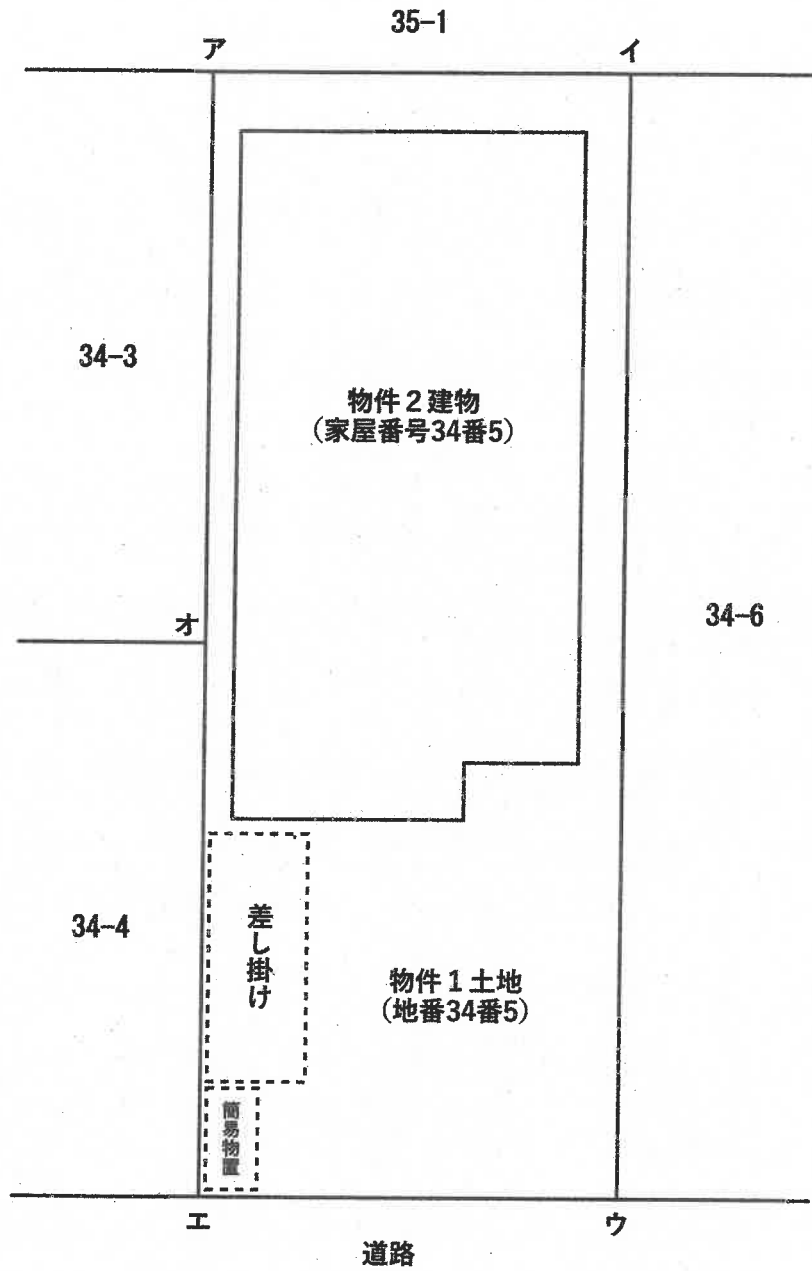 35-1
ア
イ
34-3
物件2建物
(家屋番号34番5)
オ
34-6
34-4
差し掛け
物件1土地
(地番34番5)
簡易物置
エ
ウ
道路